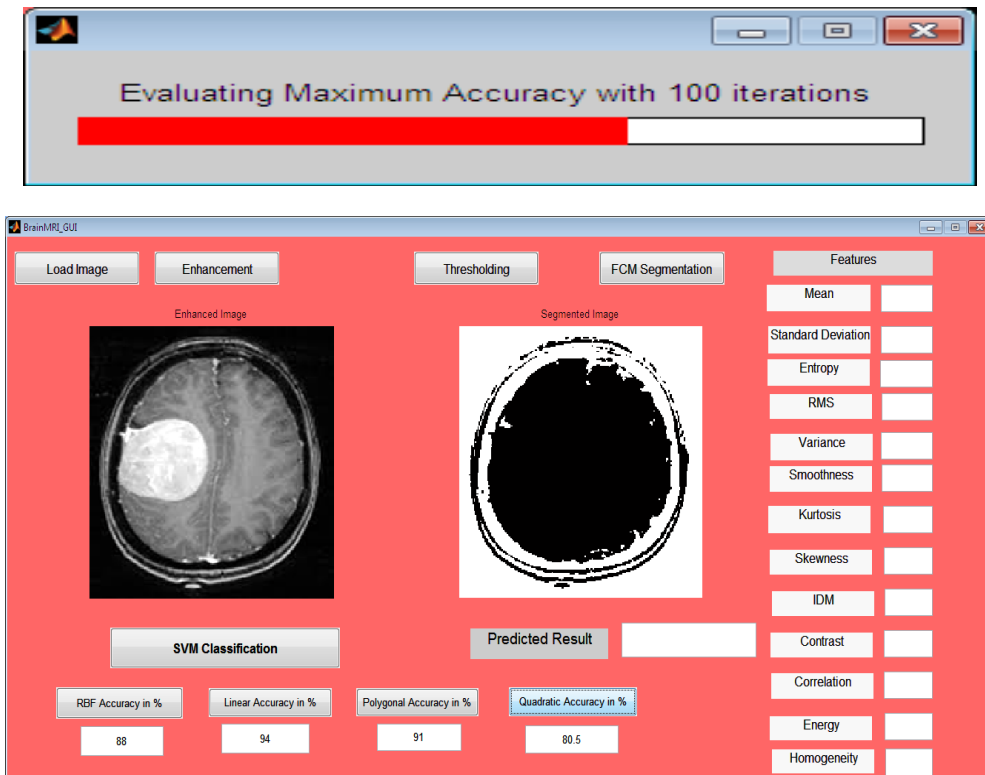 Evaluating Maximum Accuracy with 100 iterations
BrainMRI_GUI
Load Image
Enhancement
Thresholding
FCM Segmentation
Features
Enhanced Image
Segmented Image
Mean
Standard Deviation
Entropy
RMS
Variance
Smoothness
Kurtosis
Skewness
IDM
Contrast
Correlation
Energy
Homogeneity
SVM Classification
Predicted Result
RBF Accuracy in %
Linear Accuracy in %
Polygonal Accuracy in %
Quadratic Accuracy in %
88
94
91
80.5